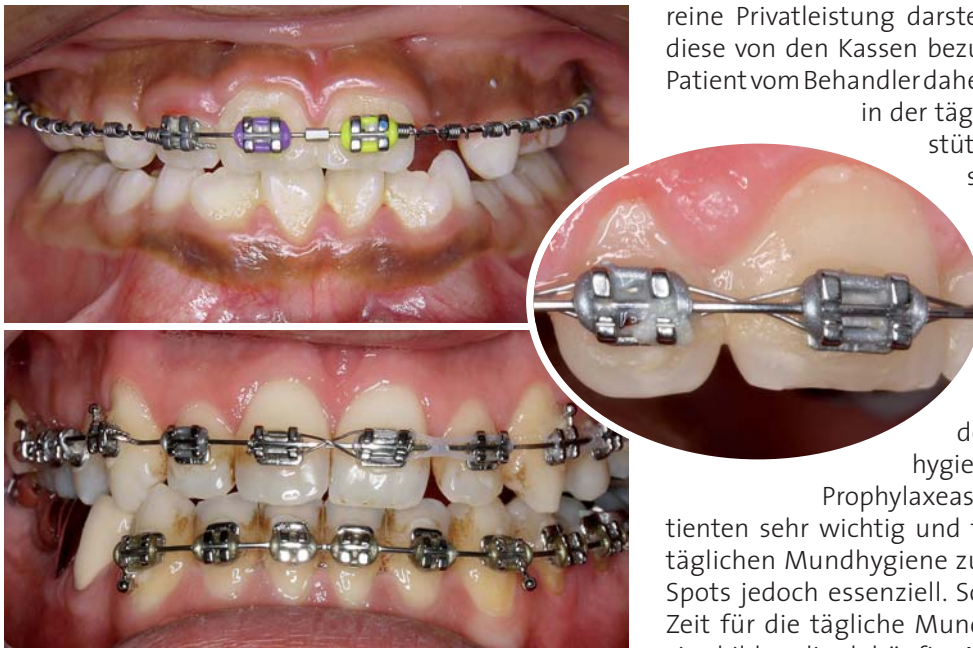 reine Privatleistung darste
diese von den Kassen bezu
Patient vom Behandler dahe
in der täg
stüt
s
d
hygie
Prophylaxeas
tienten sehr wichtig und
täglichen Mundhygiene zu
Spots jedoch essenziell. So
Zeit für die tägliche Mund